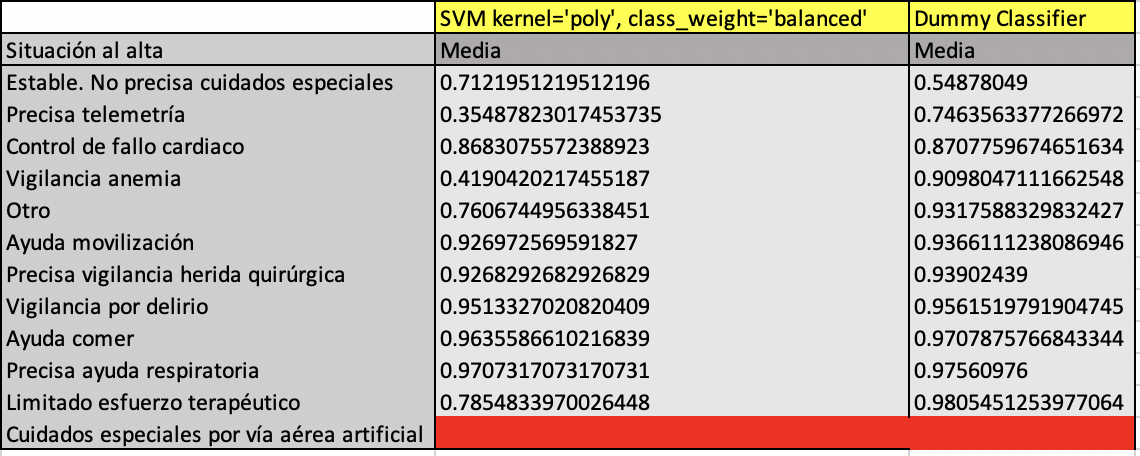 SVM kernel='poly', class_weight='balanced' Dummy Classifier
Situación al alta Media Media
Estable. No precisa cuidados especiales 0.7121951219512196 0.54878049
Precisa telemetría 0.35487823017453735 0.7463563377266972
Control de fallo cardiaco 0.8683075572388923 0.8707759674651634
Vigilancia anemia 0.4190420217455187 0.9098047111662548
Otro 0.7606744956338451 0.9317588329832427
Ayuda movilización 0.926972569591827 0.9366111238086946
Precisa vigilancia herida quirúrgica 0.9268292682926829 0.93902439
Vigilancia por delirio 0.9513327020820409 0.9561519791904745
Ayuda comer 0.9635586610216839 0.9707875766843344
Precisa ayuda respiratoria 0.9707317073170731 0.97560976
Limitado esfuerzo terapéutico 0.7854833970026448 0.9805451253977064
Cuidados especiales por vía aérea artificial